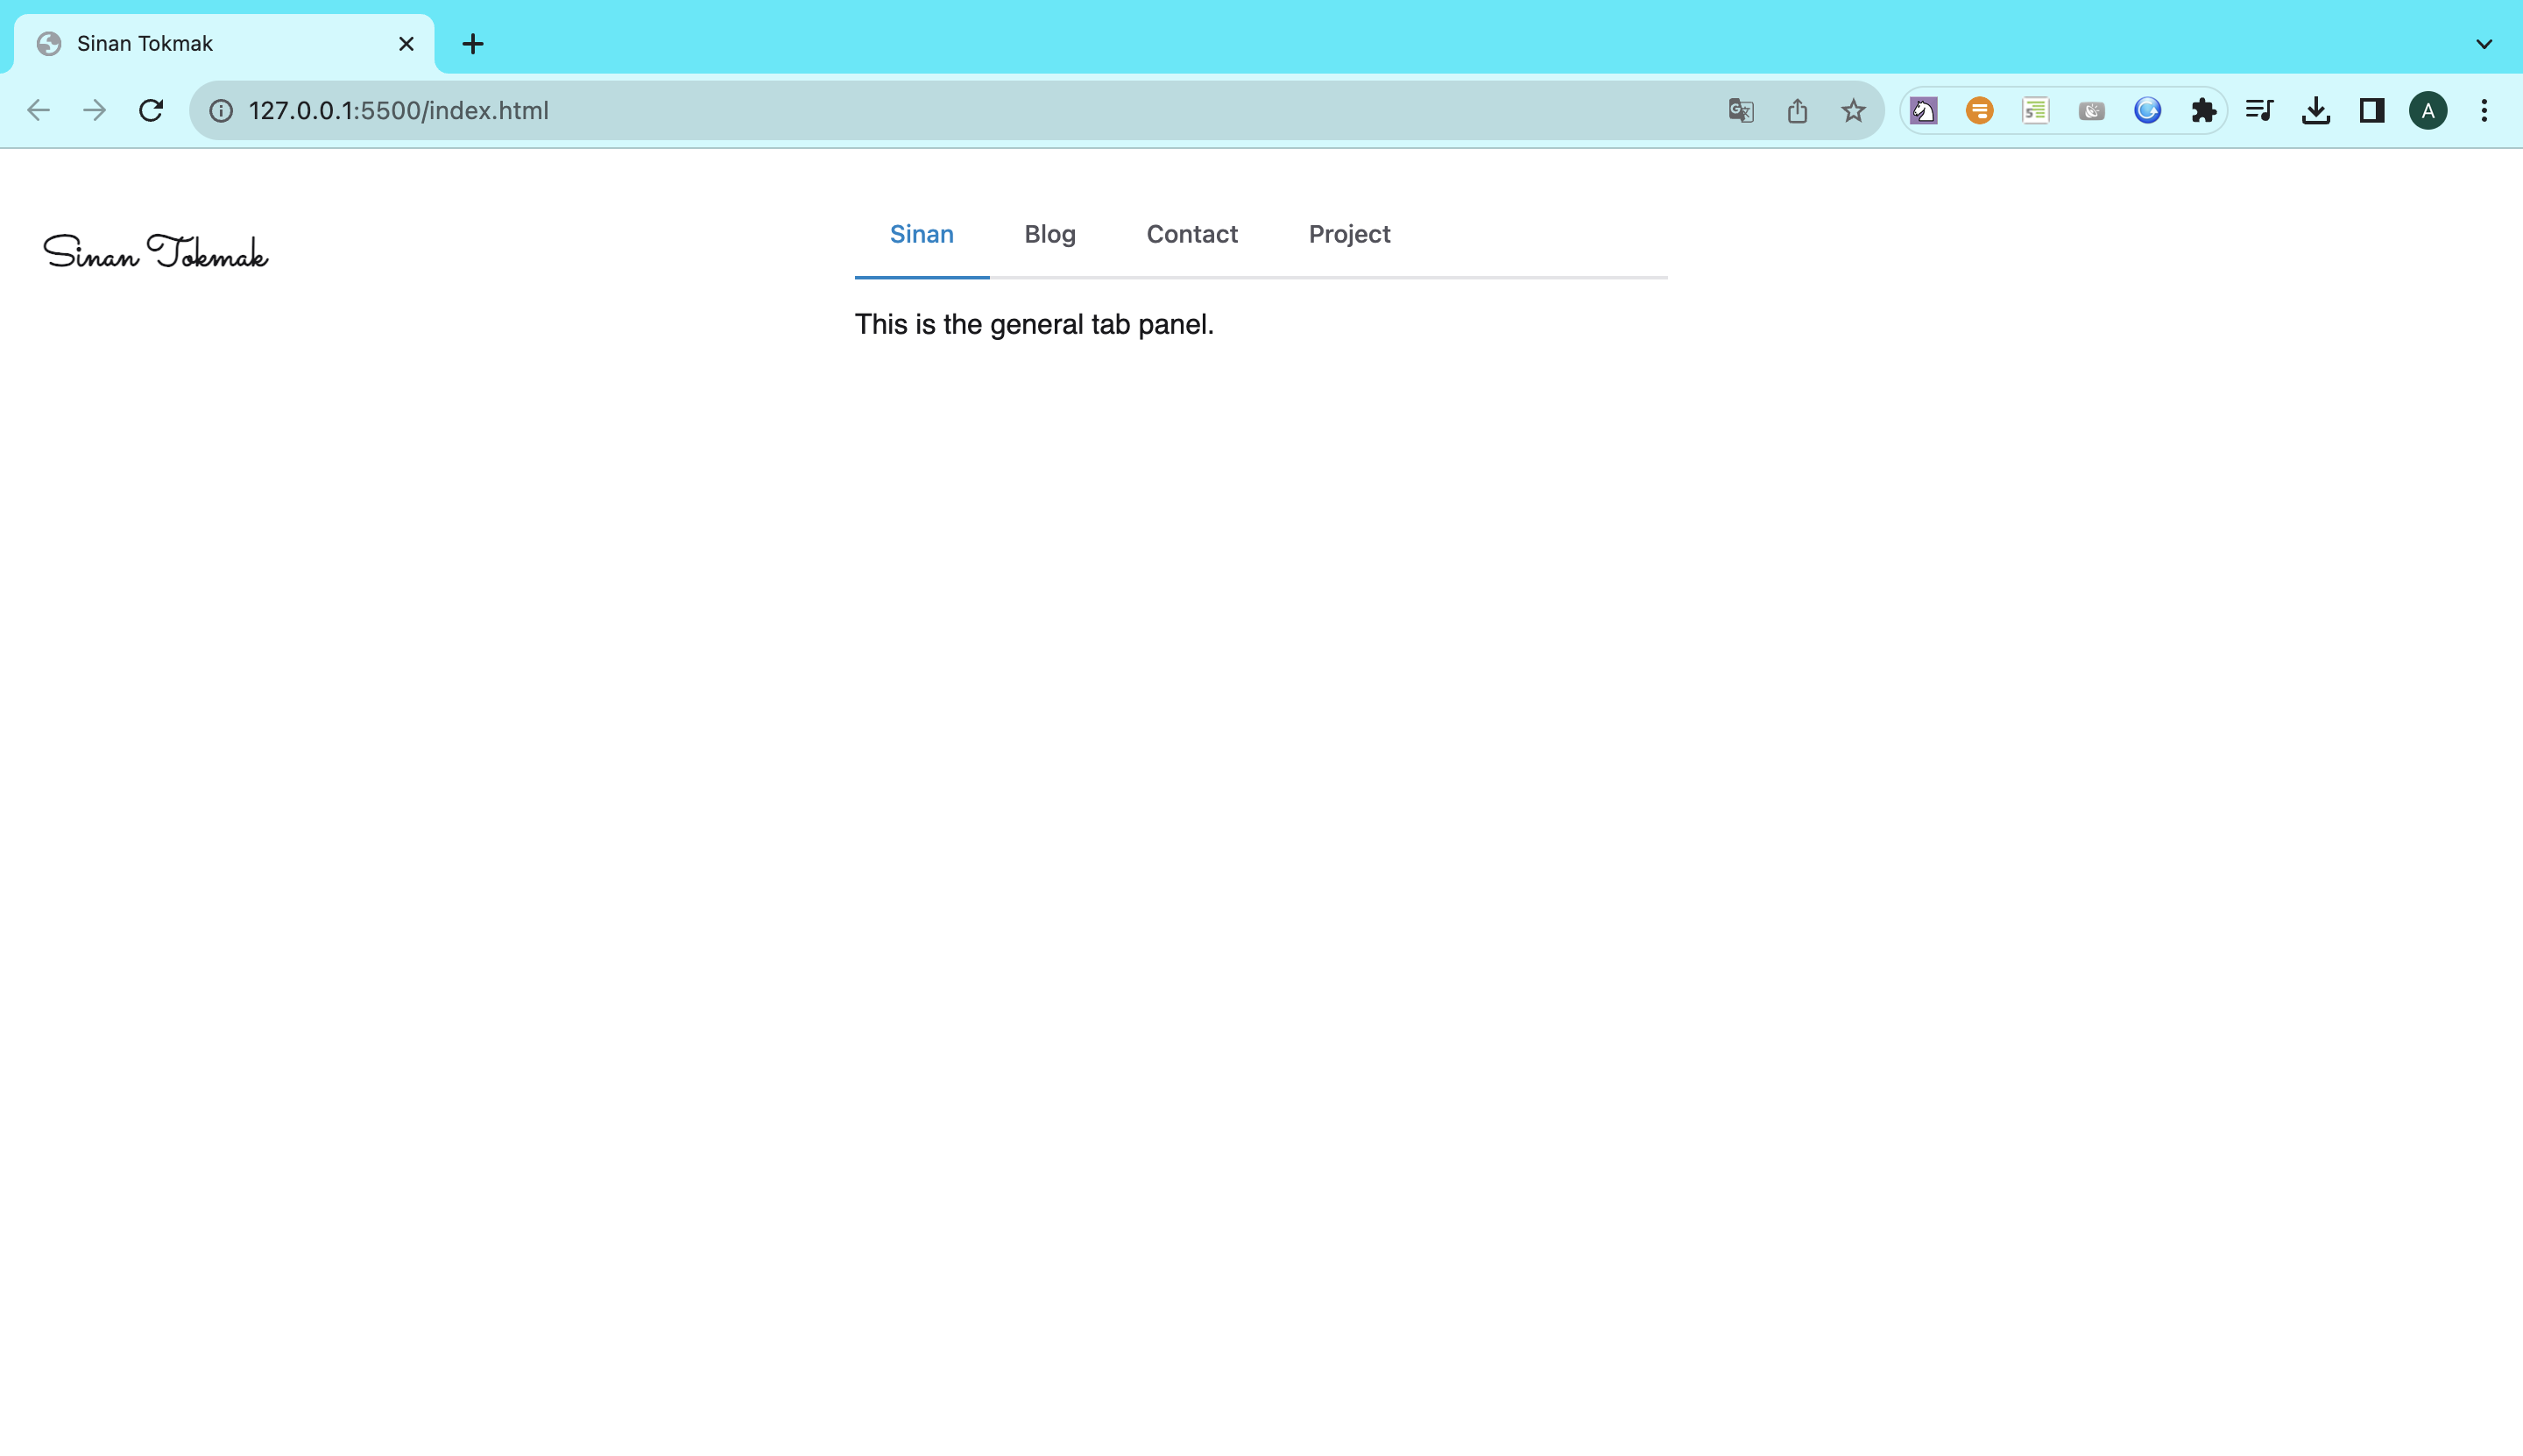 Sinan Tokmak
127.0.0.1:5500/index.html
A
Sinan Tokmak
Sinan Blog Contact Project
This is the general tab panel.